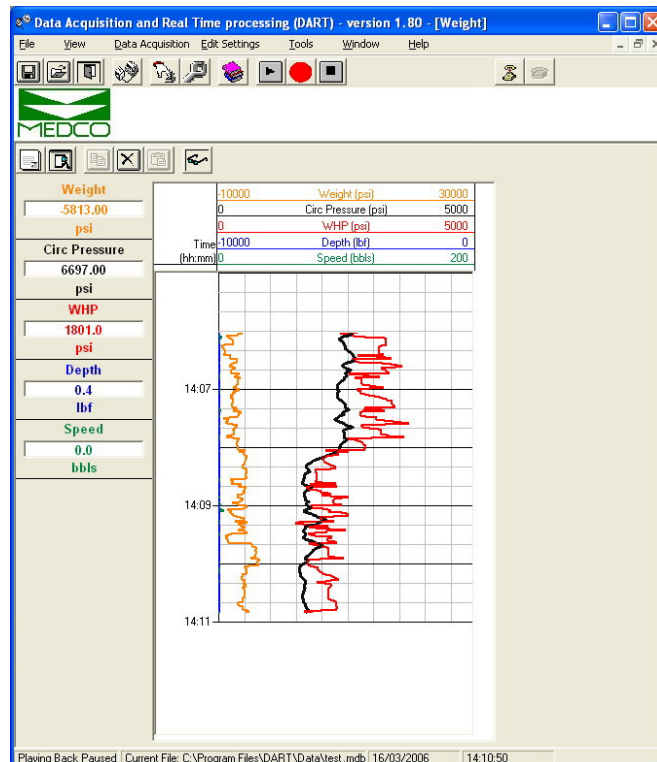 Data Acquisition and Real Time processing (DART) - version 1.80 - [Weight]
File View Data Acquisition Edit Settings Tools Window Help
MEDCO
Weight
-5813.00
psi
Circ Pressure
6697.00
psi
WHP
1801.0
psi
Depth
0.4
lbf
Speed
0.0
bbls
-10000 Weight (psi) 30000
0 Circ Pressure (psi) 5000
0 WHP (psi) 5000
Time -10000 Depth (lbf) 0
(hh:mm) 0 Speed (bbls) 200
14:07
14:09
14:11
Playing Back Paused Current File: C:\Program Files\DART\Data\test.mdb 16/03/2006 14:10:50